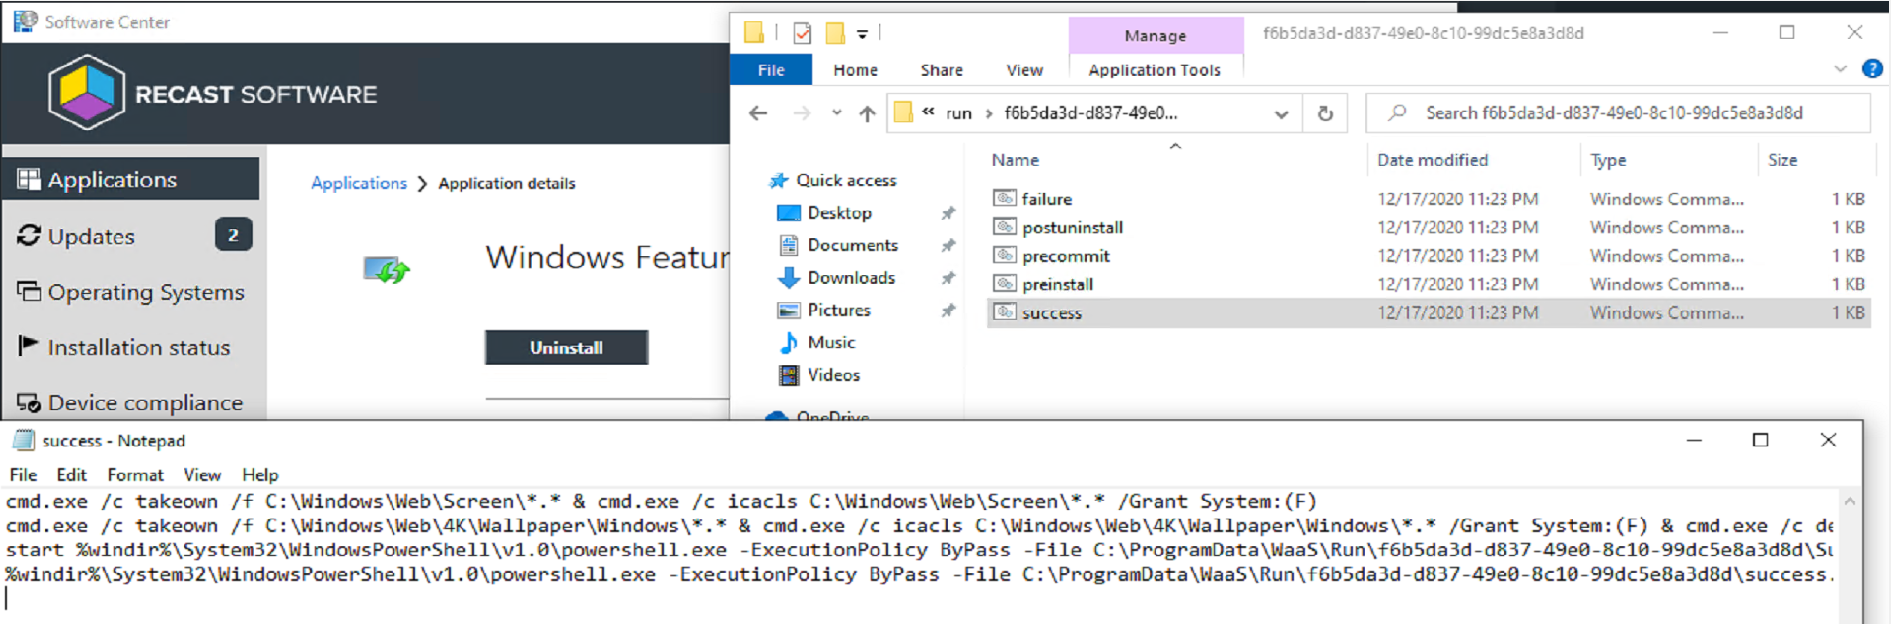 Software Center
RECAST SOFTWARE
Applications
Updates
2
Operating Systems
Installation status
Device compliance
Applications
Application details
Windows Featur
Uninstall
Manage
f6b5da3d-d837-49e0-8c10-99dc5e8a3d8d
File
Home
Share
View
Application Tools
?
« run > f6b5da3d-d837-49e0...
Search f6b5da3d-d837-49e0-8c10-99dc5e8a3d8d
Quick access
Desktop
Documents
Downloads
Pictures
Music
Videos
OneDrive
Name Date modified Type Size
failure 12/17/2020 11:23 PM Windows Comma... 1 KB
postuninstall 12/17/2020 11:23 PM Windows Comma... 1 KB
precommit 12/17/2020 11:23 PM Windows Comma... 1 KB
preinstall 12/17/2020 11:23 PM Windows Comma... 1 KB
success 12/17/2020 11:23 PM Windows Comma... 1 KB
success - Notepad
File Edit Format View Help
cmd.exe /c takeown /f C:\Windows\Web\Screen\*.* & cmd.exe /c icacls C:\Windows\Web\Screen\*.* /Grant System:(F)
cmd.exe /c takeown /f C:\Windows\Web\4K\Wallpaper\Windows\*.* & cmd.exe /c icacls C:\Windows\Web\4K\Wallpaper\Windows\*.* /Grant System:(F) & cmd.exe /c de
start %windir%\System32\WindowsPowerShell\v1.0\powershell.exe -ExecutionPolicy ByPass -File C:\ProgramData\WaaS\Run\f6b5da3d-d837-49e0-8c10-99dc5e8a3d8d\Su
%windir%\System32\WindowsPowerShell\v1.0\powershell.exe -ExecutionPolicy ByPass -File C:\ProgramData\WaaS\Run\f6b5da3d-d837-49e0-8c10-99dc5e8a3d8d\success.